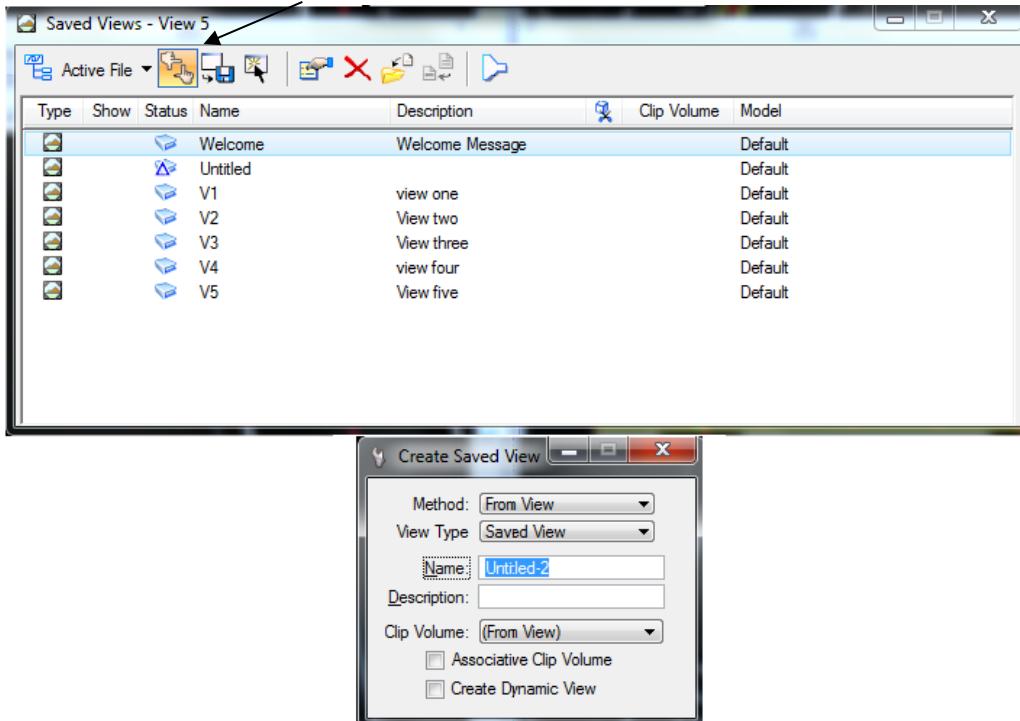 Saved Views - View 5
Active File
Type Show Status Name Description Clip Volume Model
Welcome Welcome Message Default
Untitled Default
V1 view one Default
V2 View two Default
V3 View three Default
V4 view four Default
V5 View five Default
Create Saved View
Method: From View
View Type Saved View
Name: Untitled-2
Description:
Clip Volume: (From View)
Associative Clip Volume
Create Dynamic View